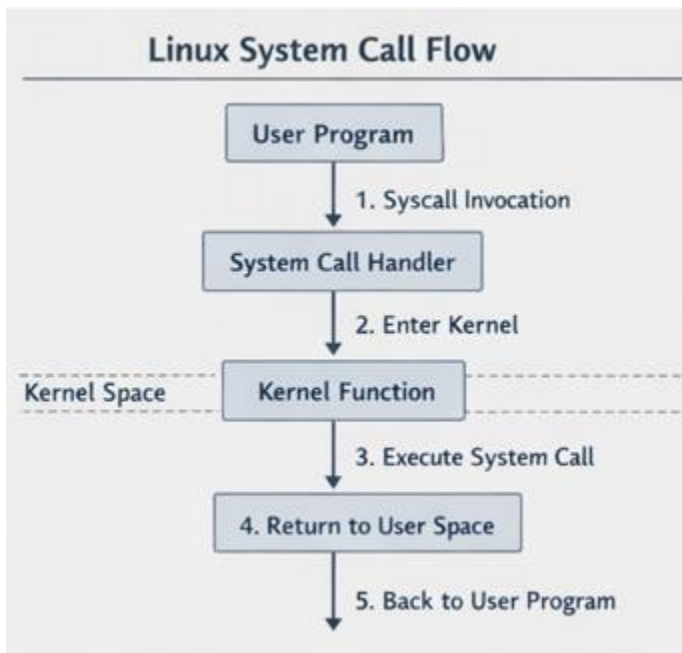 Linux System Call Flow
User Program
1. Syscall Invocation
System Call Handler
2. Enter Kernel
Kernel Space
Kernel Function
3. Execute System Call
4. Return to User Space
5. Back to User Program